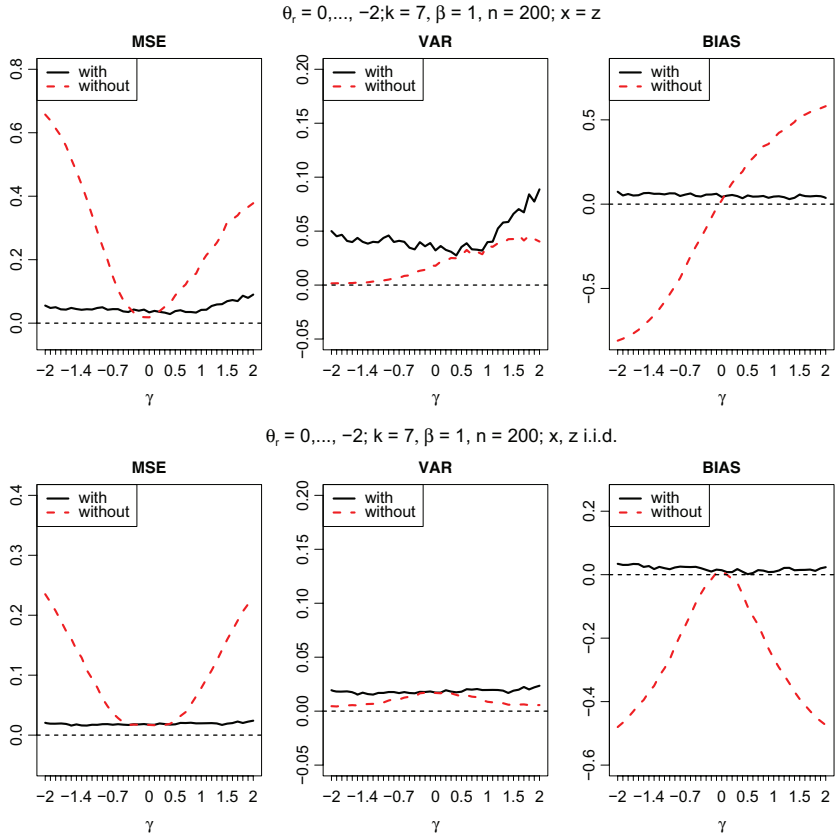 θr = 0,..., −2;k = 7, β = 1, n = 200; x = z
MSE
with
without
0.8
0.6
0.4
0.2
0.0
−2 −1.4 −0.7 0 0.5 1 1.5 2
γ
VAR
with
without
0.20
0.15
0.10
0.05
0.00
−0.05
−2 −1.4 −0.7 0 0.5 1 1.5 2
γ
BIAS
with
without
0.5
0.0
−0.5
−2 −1.4 −0.7 0 0.5 1 1.5 2
γ
θr = 0,..., −2; k = 7, β = 1, n = 200; x, z i.i.d.
MSE
with
without
0.4
0.3
0.2
0.1
0.0
−2 −1.4 −0.7 0 0.5 1 1.5 2
γ
VAR
with
without
0.20
0.15
0.10
0.05
0.00
−0.05
−2 −1.4 −0.7 0 0.5 1 1.5 2
γ
BIAS
with
without
0.2
0.0
−0.2
−0.4
−0.6
−2 −1.4 −0.7 0 0.5 1 1.5 2
γ